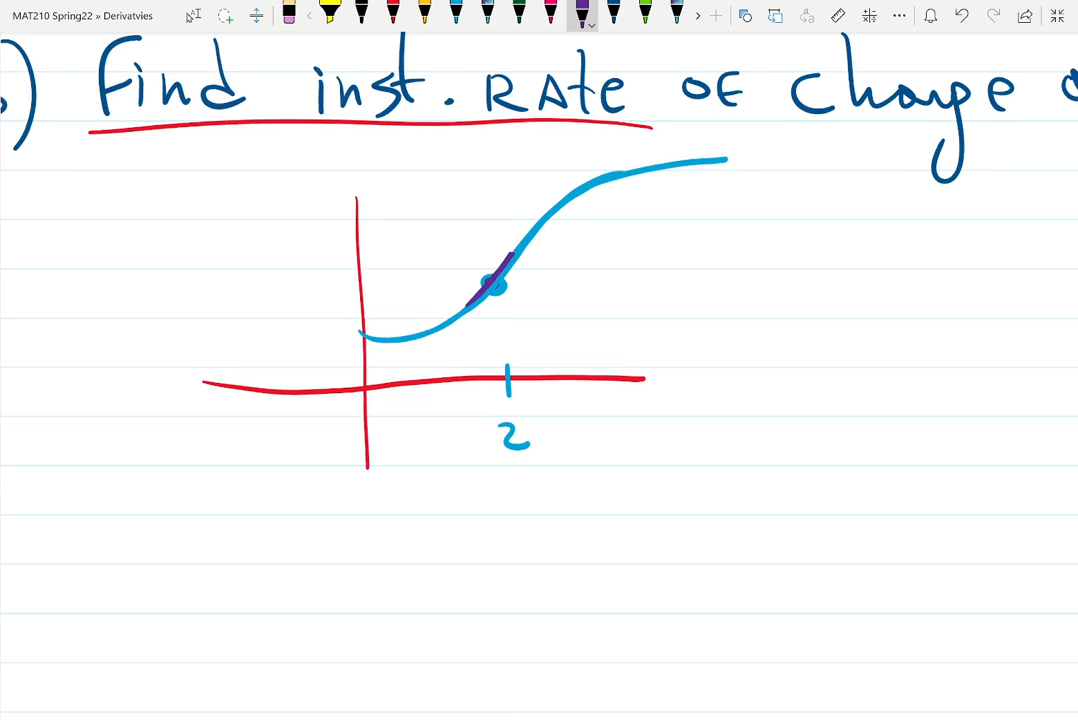 MAT210 Spring22 » Derivatvies
) Find inst. RAte OF Change
2